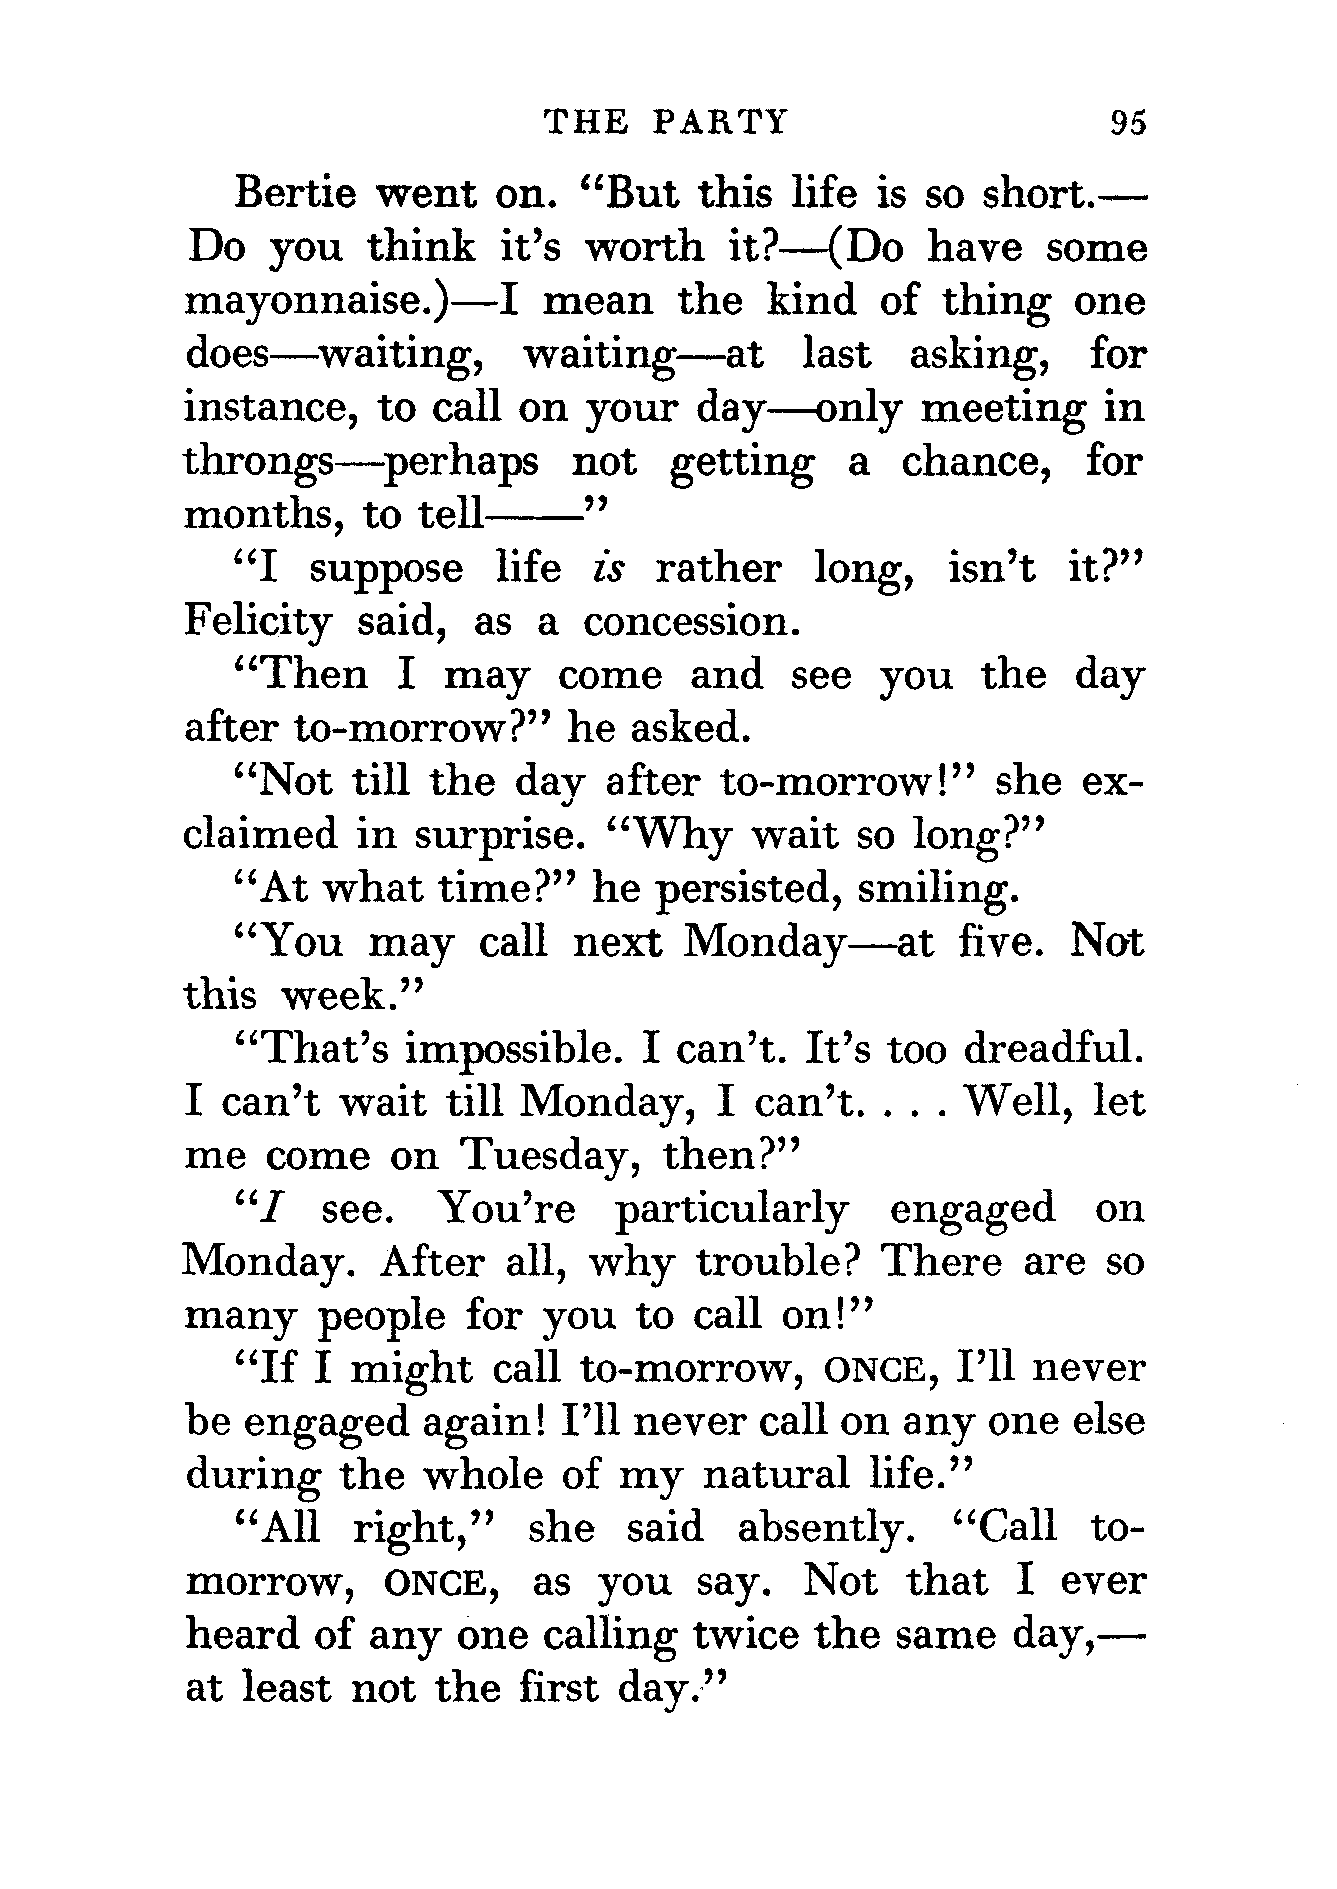 THE PARTY 95
Bertie went on. “But this life is so short.—
Do you think it’s worth it?—(Do have some
mayonnaise.)—I mean the kind of thing one
does—waiting, waiting—at last asking, for
instance, to call on your day—only meeting in
throngs—perhaps not getting a chance, for
months, to tell——”
“I suppose life is rather long, isn’t it?”
Felicity said, as a concession.
“Then I may come and see you the day
after to-morrow?” he asked.
“Not till the day after to-morrow!” she ex-
claimed in surprise. “Why wait so long?”
“At what time?” he persisted, smiling.
“You may call next Monday—at five. Not
this week.”
“That’s impossible. I can’t. It’s too dreadful.
I can’t wait till Monday, I can’t. . . . Well, let
me come on Tuesday, then?”
“I see. You’re particularly engaged on
Monday. After all, why trouble? There are so
many people for you to call on!”
“If I might call to-morrow, ONCE, I’ll never
be engaged again! I’ll never call on any one else
during the whole of my natural life.”
“All right,” she said absently. “Call to-
morrow, ONCE, as you say. Not that I ever
heard of any one calling twice the same day,—
at least not the first day.”